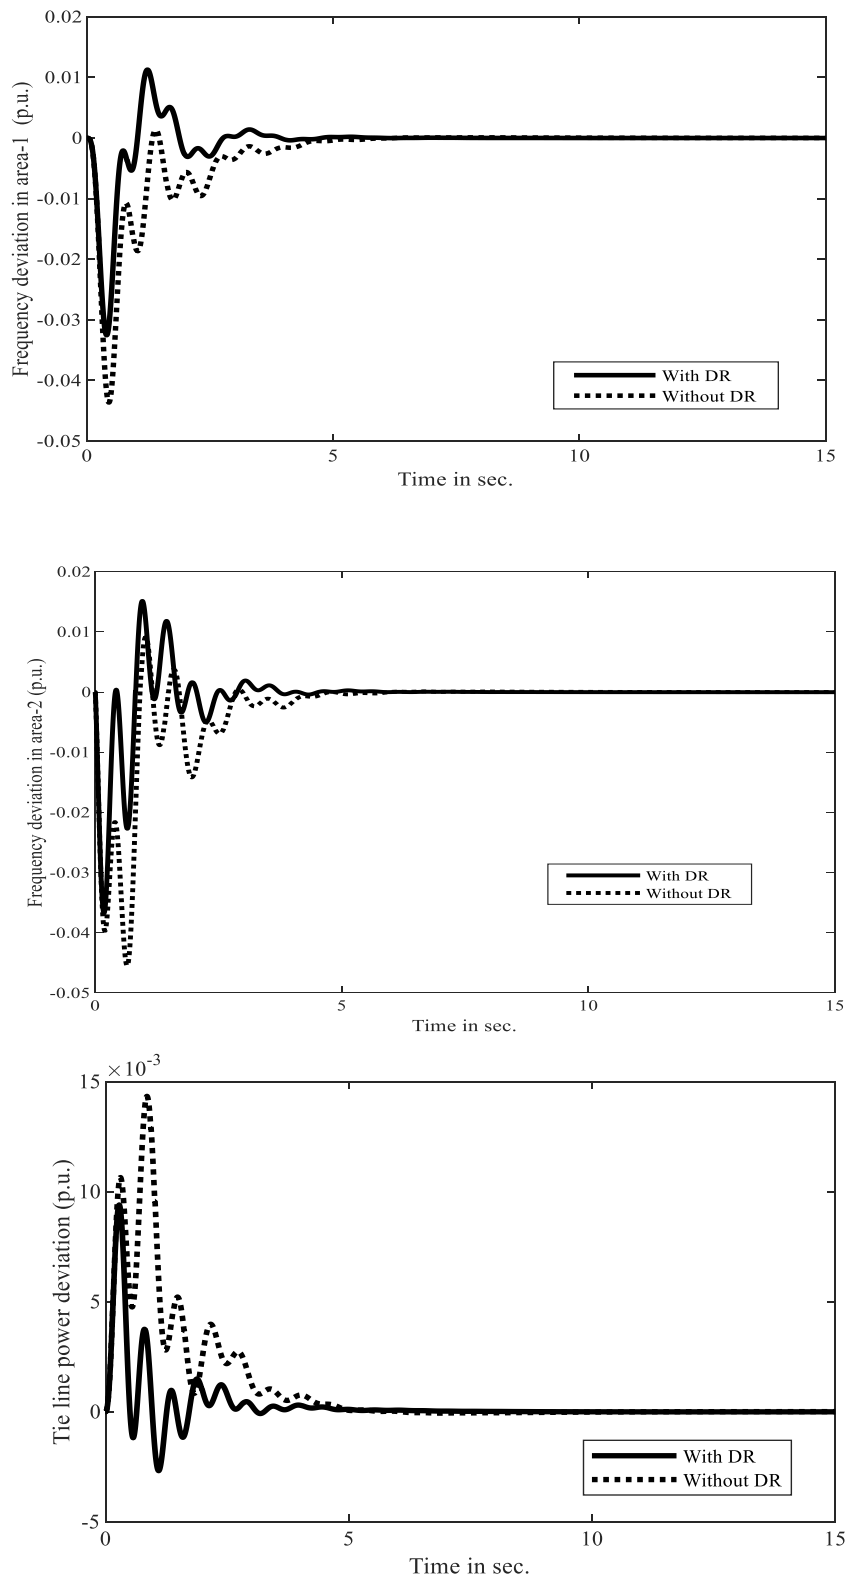 0.02
0.01
0
-0.01
-0.02
-0.03
-0.04
-0.05
Frequency deviation in area-1 (p.u.)
With DR
Without DR
0 5 10 15
Time in sec.
0.02
0.01
0
-0.01
-0.02
-0.03
-0.04
-0.05
Frequency deviation in area-2 (p.u.)
With DR
Without DR
0 5 10 15
Time in sec.
×10-3
15
10
5
0
-5
Tie line power deviation (p.u.)
With DR
Without DR
0 5 10 15
Time in sec.